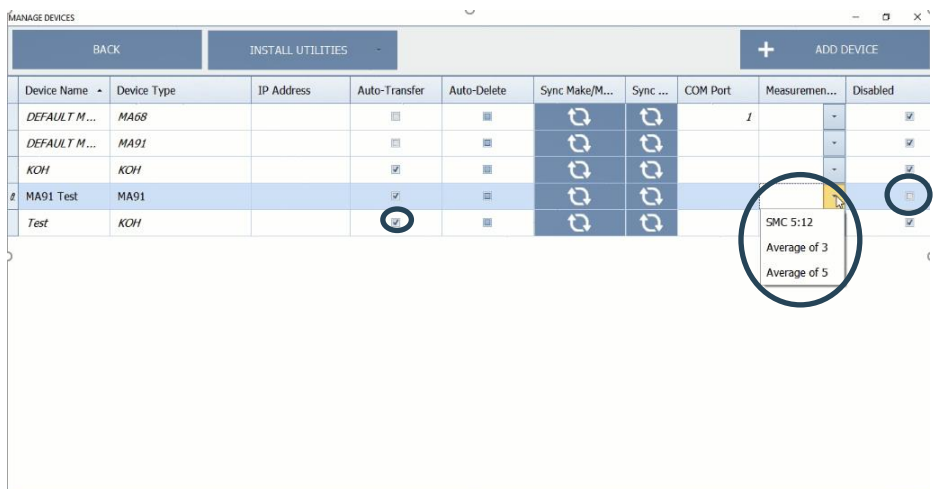 MANAGE DEVICES
BACK INSTALL UTILITIES ADD DEVICE
Device Name Device Type IP Address Auto-Transfer Auto-Delete Sync Make/M... Sync ... COM Port Measuremen... Disabled
DEFAULT M... MA68 1
DEFAULT M... MA91
KOH KOH
MA91 Test MA91
Test KOH
SMC 5:12
Average of 3
Average of 5